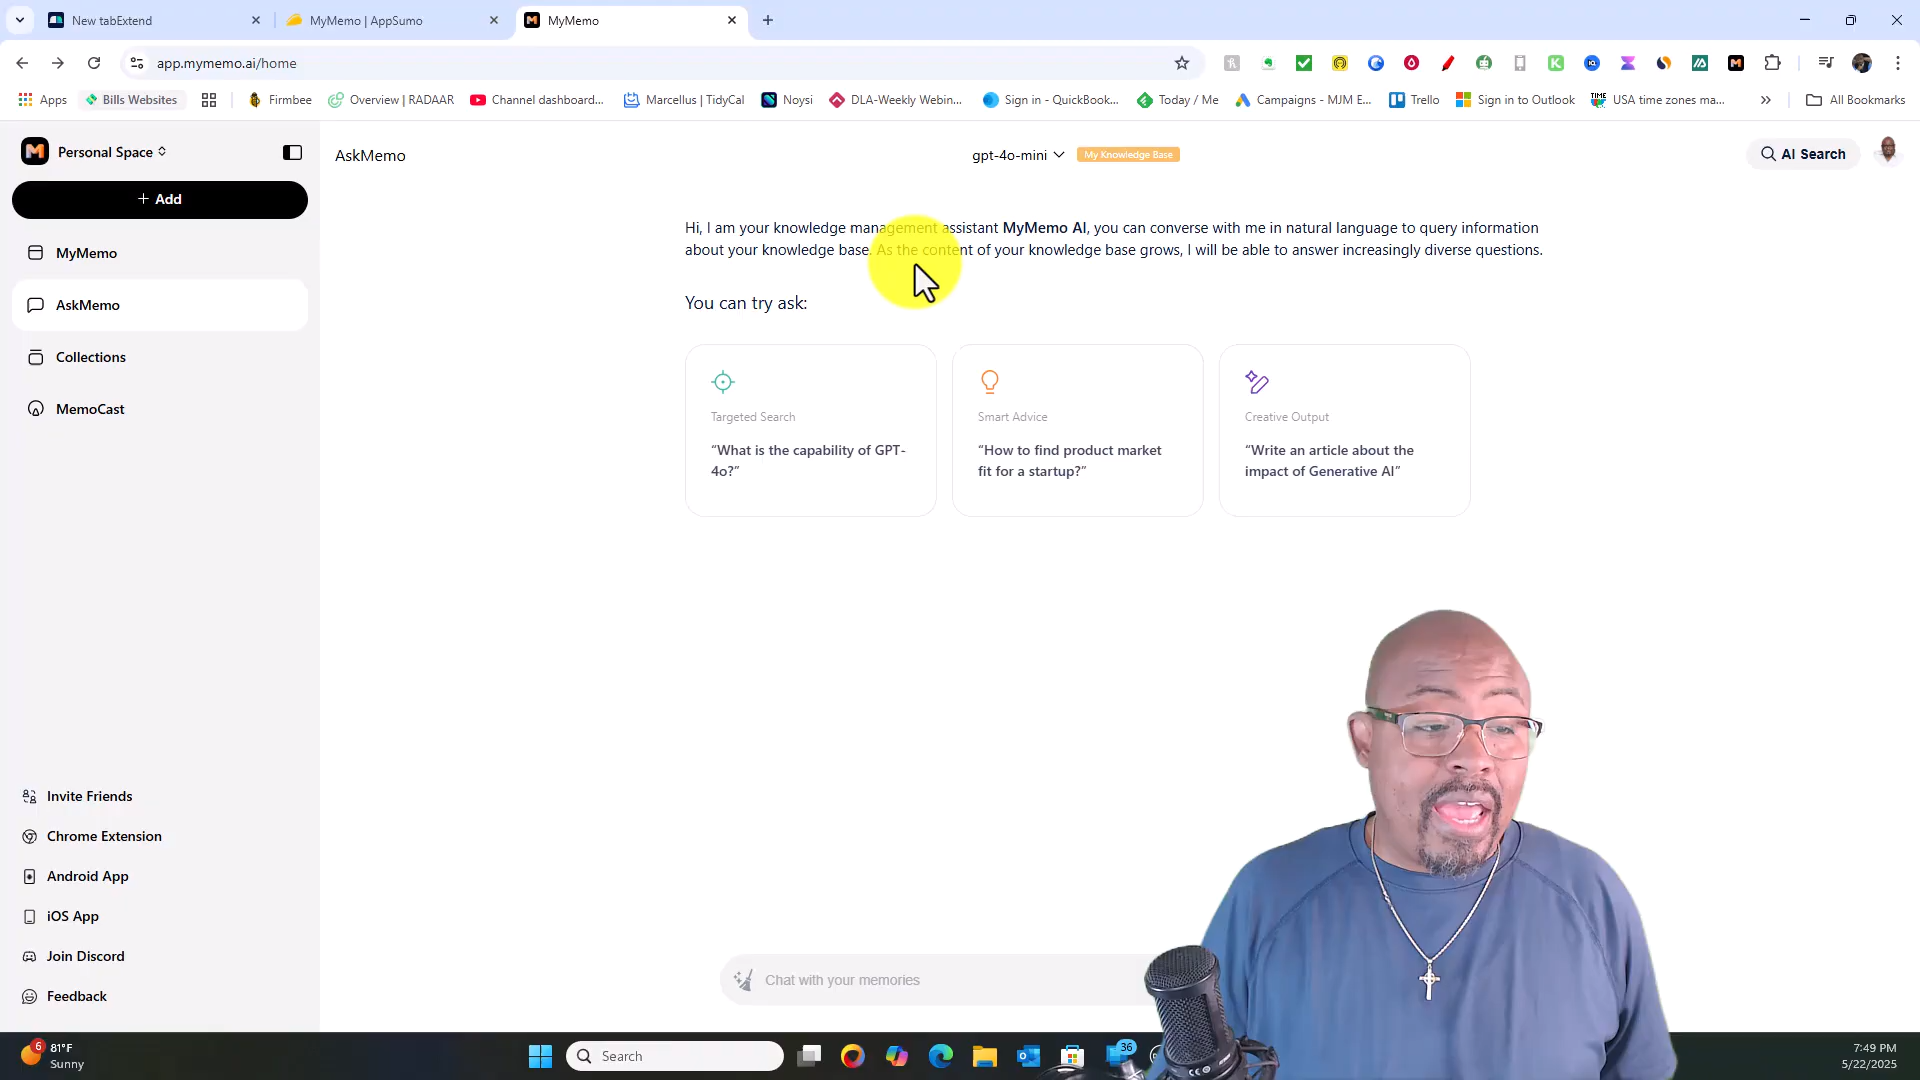 New tabExtend
MyMemo | AppSumo
MyMemo
app.mymemo.ai/home
Apps
Bills Websites
Firmbee
Overview | RADAAR
Channel dashboard...
Marcellus | TidyCal
Noysi
DLA-Weekly Webin...
Sign in - QuickBook...
Today / Me
Campaigns - MJM E...
Trello
Sign in to Outlook
USA time zones ma...
All Bookmarks
Personal Space
AskMemo
gpt-4o-mini
My Knowledge Base
AI Search
+ Add
MyMemo
AskMemo
Collections
MemoCast
Hi, I am your knowledge management assistant MyMemo AI, you can converse with me in natural language to query information
about your knowledge base. As the content of your knowledge base grows, I will be able to answer increasingly diverse questions.
You can try ask:
Targeted Search
“What is the capability of GPT-
4o?”
Smart Advice
“How to find product market
fit for a startup?”
Creative Output
“Write an article about the
impact of Generative AI”
Invite Friends
Chrome Extension
Android App
iOS App
Join Discord
Feedback
Chat with your memories
6
81°F
Sunny
Search
36
7:49 PM
5/22/2025